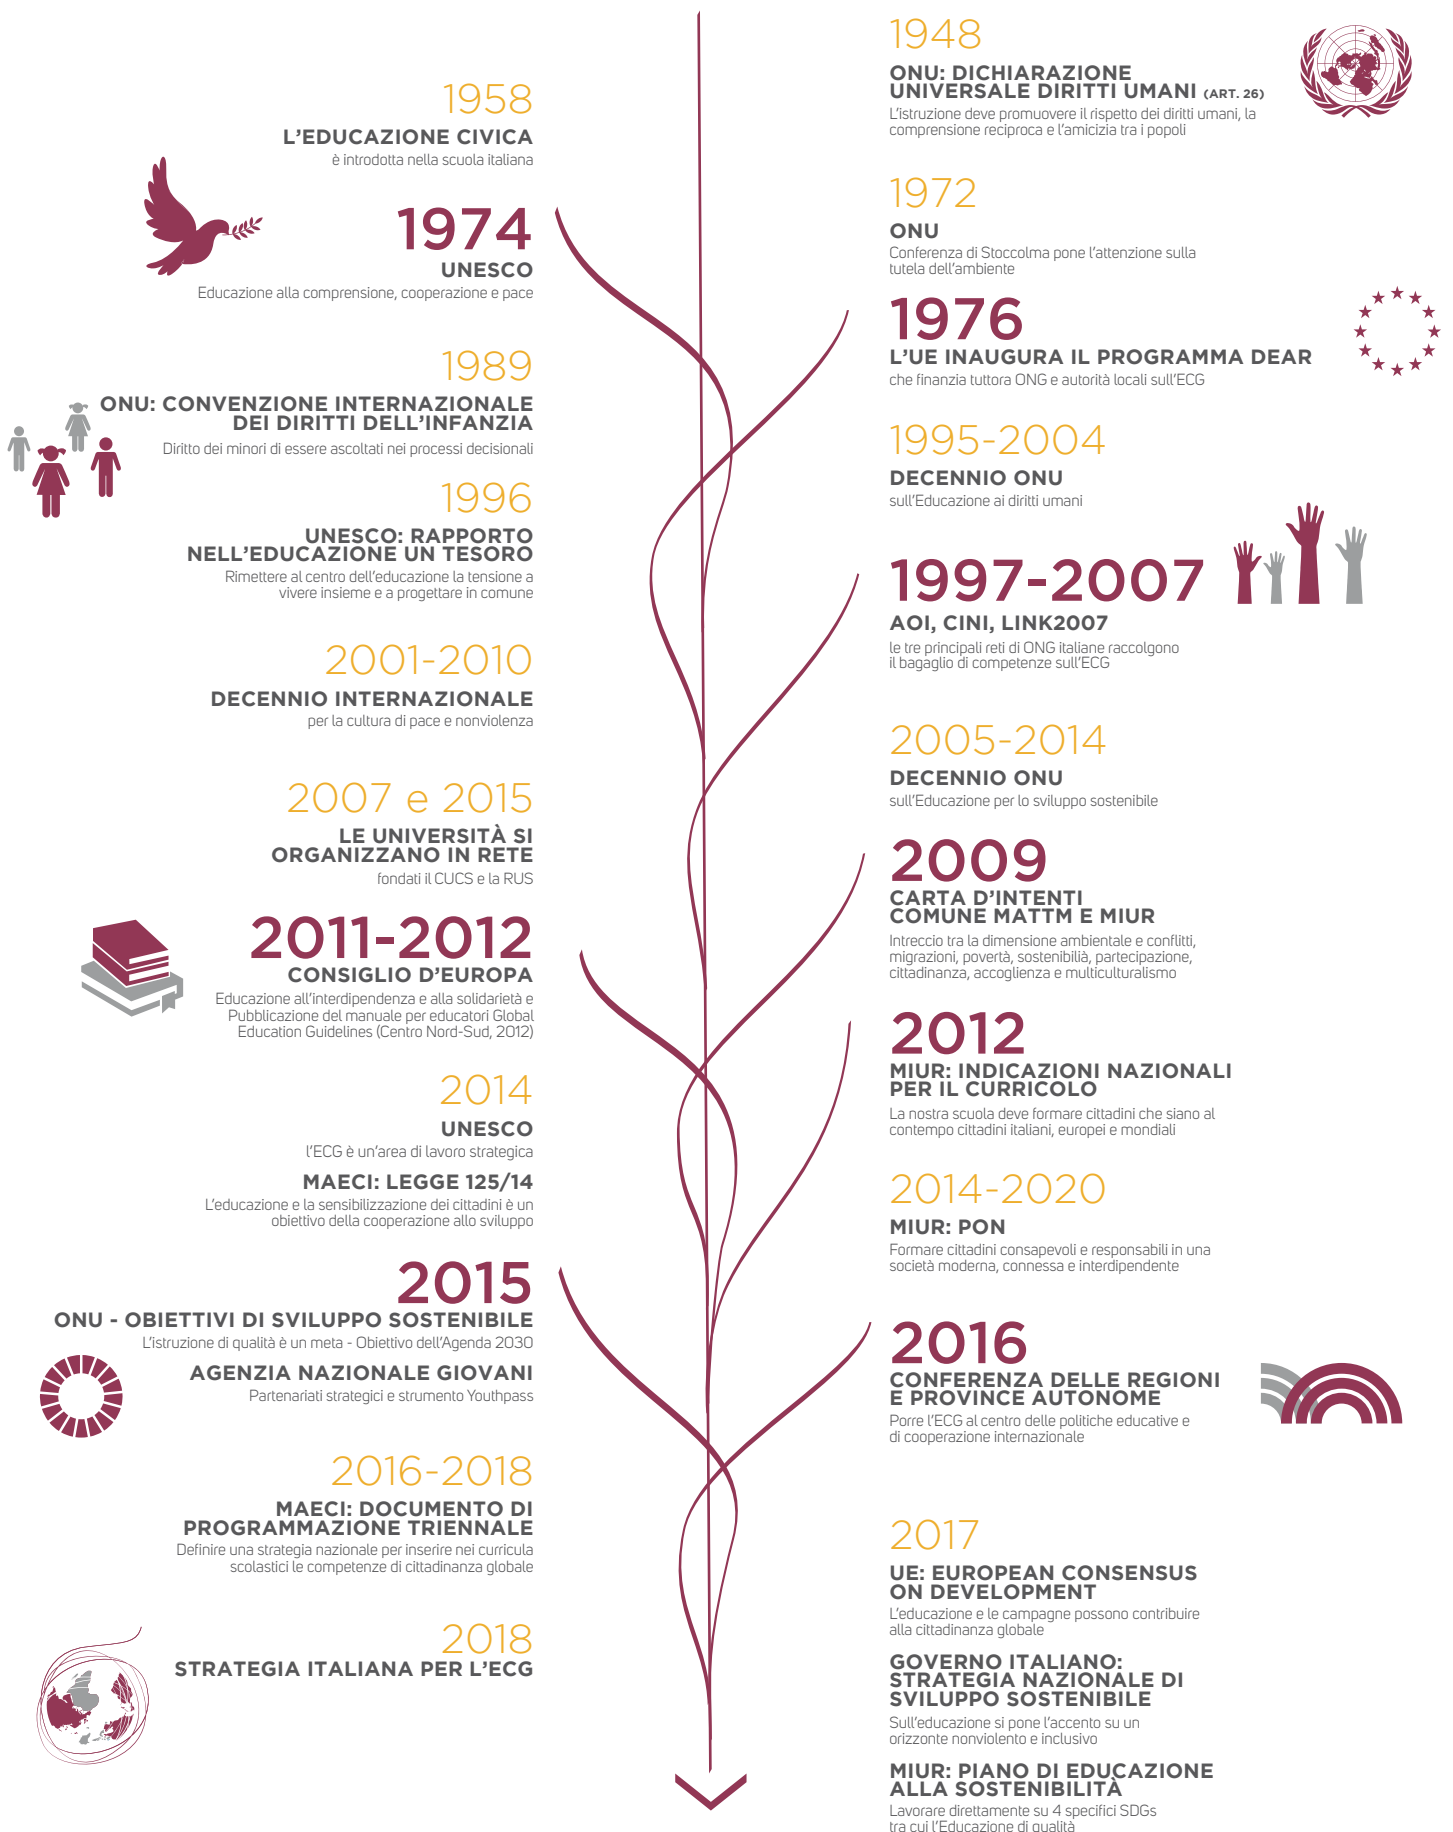 1948
ONU: DICHIARAZIONE
UNIVERSALE DIRITTI UMANI (ART. 26)
L'istruzione deve promuovere il rispetto dei diritti umani, la
comprensione reciproca e l'amicizia tra i popoli
1958
L'EDUCAZIONE CIVICA
è introdotta nella scuola italiana
1972
ONU
Conferenza di Stoccolma pone l'attenzione sulla
tutela dell'ambiente
1974
UNESCO
Educazione alla comprensione, cooperazione e pace
1976
L'UE INAUGURA IL PROGRAMMA DEAR
che finanzia tuttora ONG e autorità locali sull'ECG
1989
ONU: CONVENZIONE INTERNAZIONALE
DEI DIRITTI DELL'INFANZIA
Diritto dei minori di essere ascoltati nei processi decisionali
1995-2004
DECENNIO ONU
sull'Educazione ai diritti umani
1996
UNESCO: RAPPORTO
NELL'EDUCAZIONE UN TESORO
Rimettere al centro dell'educazione la tensione a
vivere insieme e a progettare in comune
1997-2007
AOI, CINI, LINK2007
le tre principali reti di ONG italiane raccolgono
il bagaglio di competenze sull'ECG
2001-2010
DECENNIO INTERNAZIONALE
per la cultura di pace e nonviolenza
2005-2014
DECENNIO ONU
sull'Educazione per lo sviluppo sostenibile
2007 e 2015
LE UNIVERSITÀ SI
ORGANIZZANO IN RETE
fondati il CUCS e la RUS
2009
CARTA D'INTENTI
COMUNE MATTM E MIUR
Intreccio tra la dimensione ambientale e conflitti,
migrazioni, povertà, sostenibilià, partecipazione,
cittadinanza, accoglienza e multiculturalismo
2011-2012
CONSIGLIO D'EUROPA
Educazione all'interdipendenza e alla solidarietà e
Pubblicazione del manuale per educatori Global
Education Guidelines (Centro Nord-Sud, 2012)
2012
MIUR: INDICAZIONI NAZIONALI
PER IL CURRICOLO
La nostra scuola deve formare cittadini che siano al
contempo cittadini italiani, europei e mondiali
2014
UNESCO
l'ECG è un'area di lavoro strategica
MAECI: LEGGE 125/14
L'educazione e la sensibilizzazione dei cittadini è un
obiettivo della cooperazione allo sviluppo
2014-2020
MIUR: PON
Formare cittadini consapevoli e responsabili in una
società moderna, connessa e interdipendente
2015
ONU - OBIETTIVI DI SVILUPPO SOSTENIBILE
L'istruzione di qualità è un meta - Obiettivo dell'Agenda 2030
AGENZIA NAZIONALE GIOVANI
Partenariati strategici e strumento Youthpass
2016
CONFERENZA DELLE REGIONI
E PROVINCE AUTONOME
Porre l'ECG al centro delle politiche educative e
di cooperazione internazionale
2016-2018
MAECI: DOCUMENTO DI
PROGRAMMAZIONE TRIENNALE
Definire una strategia nazionale per inserire nei curricula
scolastici le competenze di cittadinanza globale
2017
UE: EUROPEAN CONSENSUS
ON DEVELOPMENT
L'educazione e le campagne possono contribuire
alla cittadinanza globale
GOVERNO ITALIANO:
STRATEGIA NAZIONALE DI
SVILUPPO SOSTENIBILE
Sull'educazione si pone l'accento su un
orizzonte nonviolento e inclusivo
MIUR: PIANO DI EDUCAZIONE
ALLA SOSTENIBILITÀ
Lavorare direttamente su 4 specifici SDGs
tra cui l'Educazione di qualità
2018
STRATEGIA ITALIANA PER L'ECG